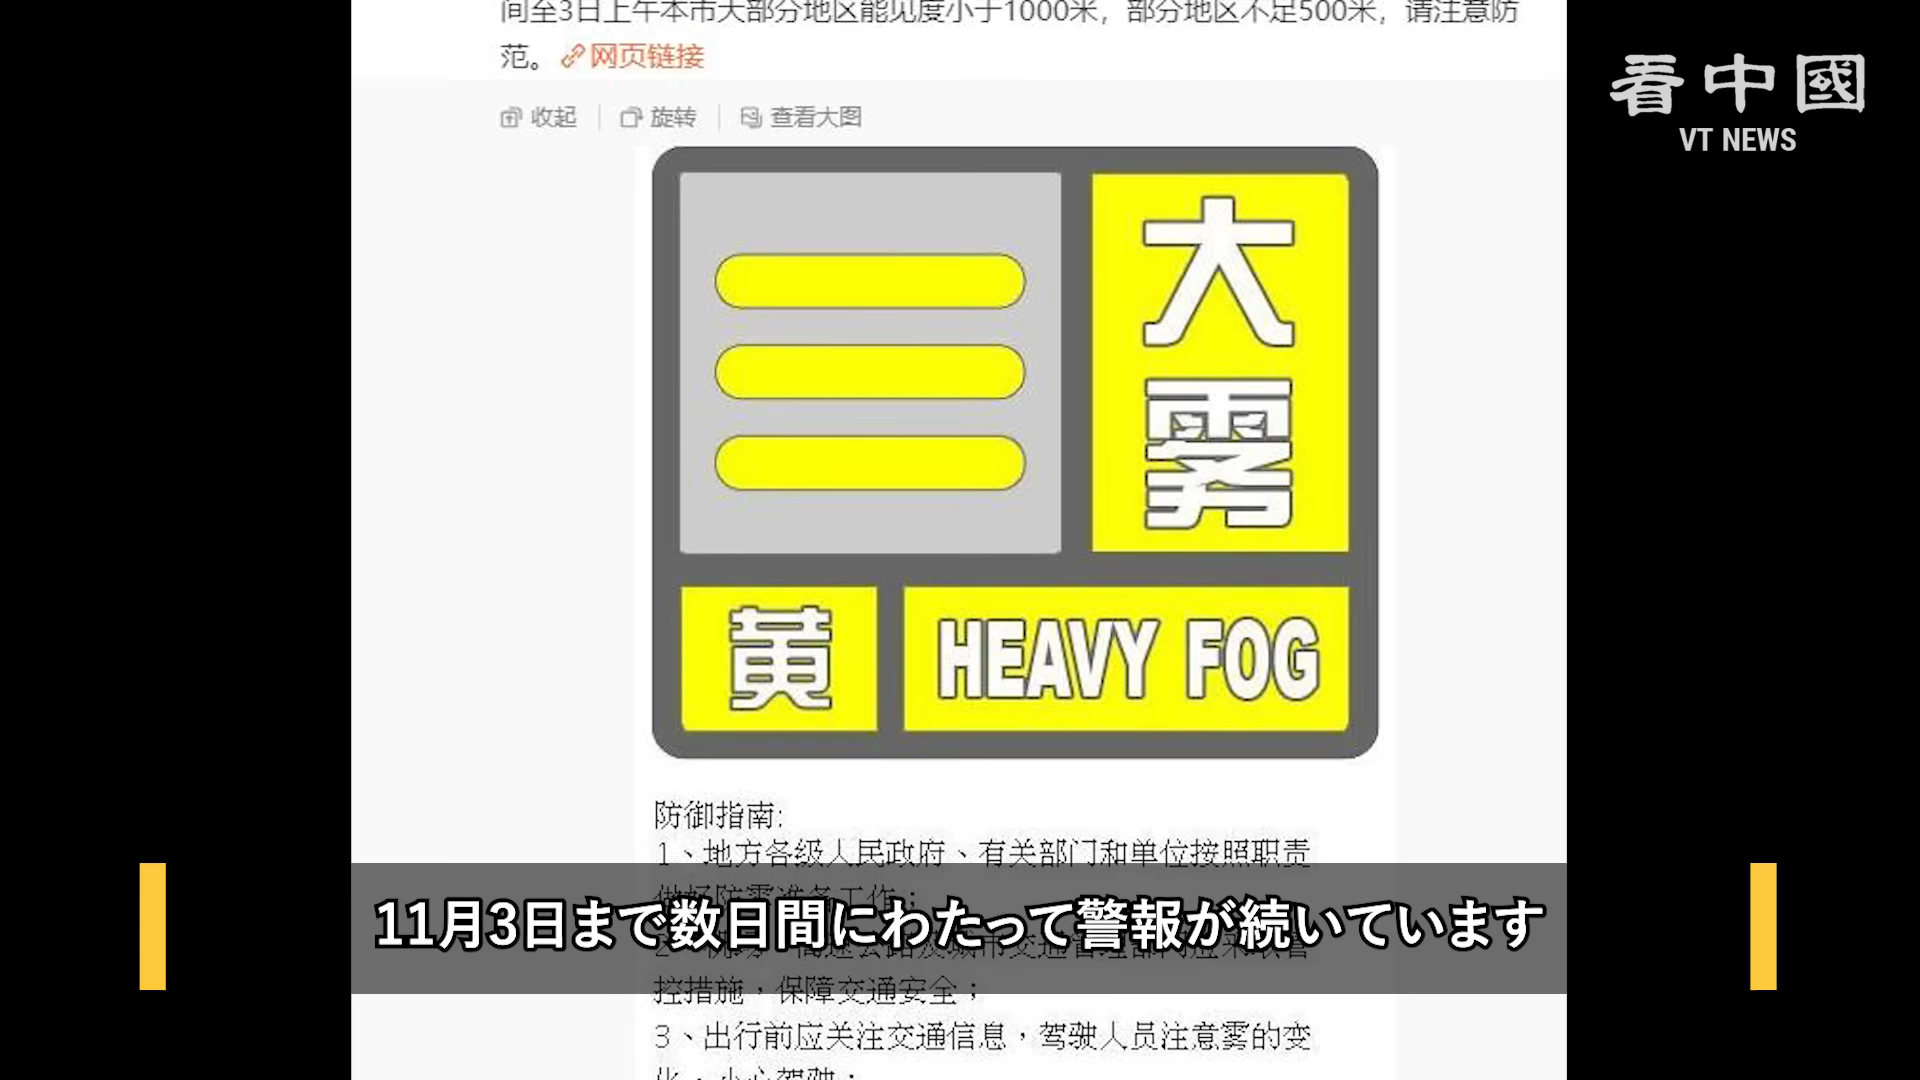 间至3日上午本市大部分地区能见度小于1000米，部分地区不足500米，请注意防
范。 网页链接
看中國
VT NEWS
收起 旋转 查看大图
大雾
黄
HEAVY FOG
防御指南:
1、地方各级人民政府、有关部门和单位按照职责
11月3日まで数日間にわたって警報が続いています
控措施，保障交通安全；
3、出行前应关注交通信息，驾驶人员注意雾的变